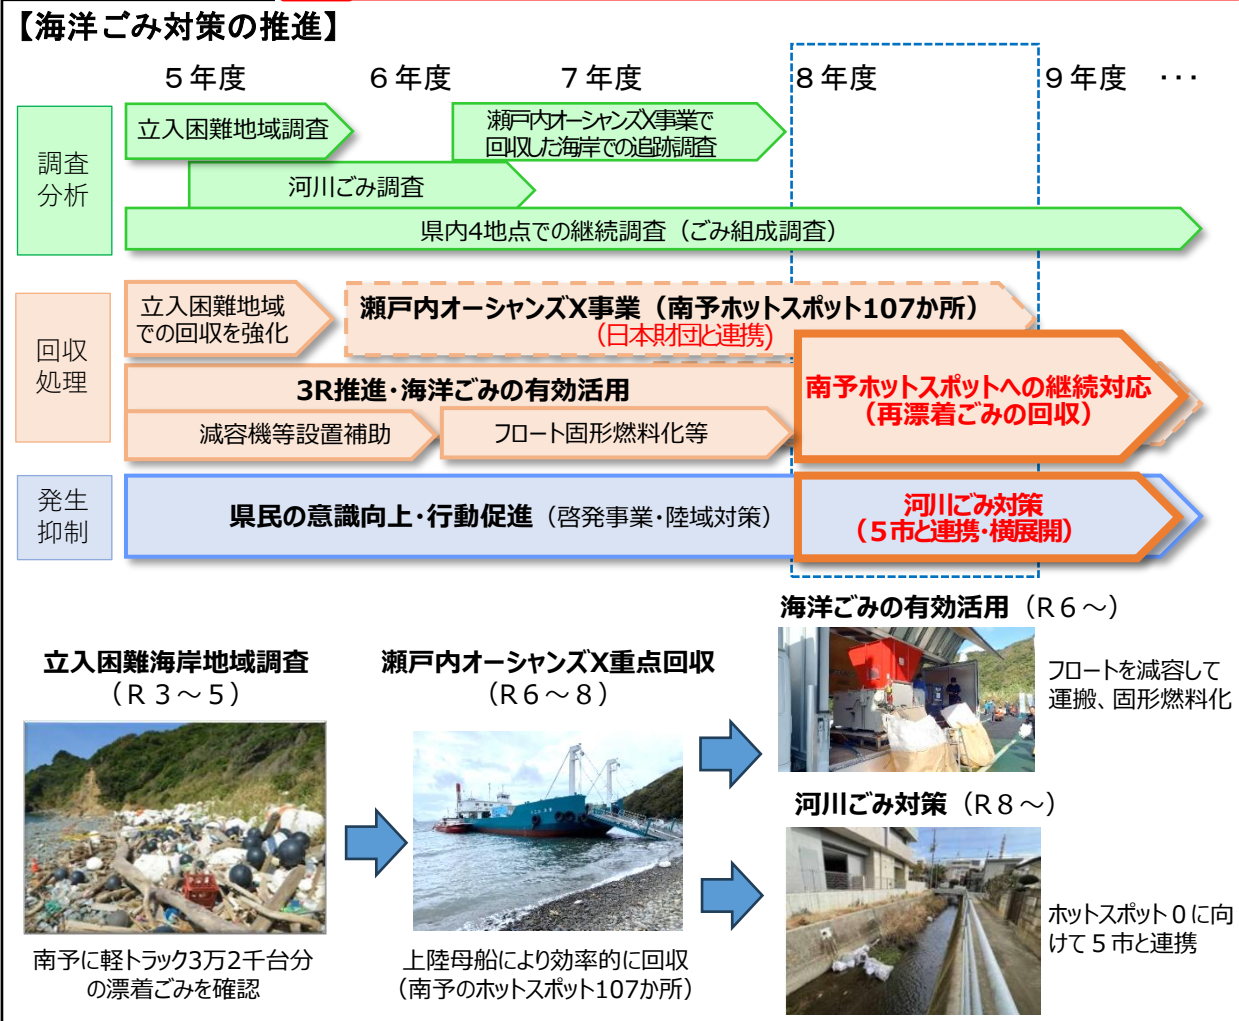 【海洋ごみ対策の推進】
５年度
６年度
７年度
８年度
９年度 ･･･
調査
分析
立入困難地域調査
瀬戸内オーシャンズX事業で
回収した海岸での追跡調査
河川ごみ調査
県内4地点での継続調査（ごみ組成調査）
回収
処理
立入困難地域
での回収を強化
瀬戸内オーシャンズX事業（南予ホットスポット107か所）
（日本財団と連携）
3R推進・海洋ごみの有効活用
減容機等設置補助
フロート固形燃料化等
南予ホットスポットへの継続対応
（再漂着ごみの回収）
発生
抑制
県民の意識向上・行動促進（啓発事業・陸域対策）
河川ごみ対策
（５市と連携・横展開）
立入困難海岸地域調査
（Ｒ３～５）
南予に軽トラック3万2千台分
の漂着ごみを確認
瀬戸内オーシャンズX重点回収
（Ｒ６～８）
上陸母船により効率的に回収
（南予のホットスポット107か所）
海洋ごみの有効活用（Ｒ６～）
フロートを減容して
運搬、固形燃料化
河川ごみ対策（Ｒ８～）
ホットスポット０に向
けて５市と連携